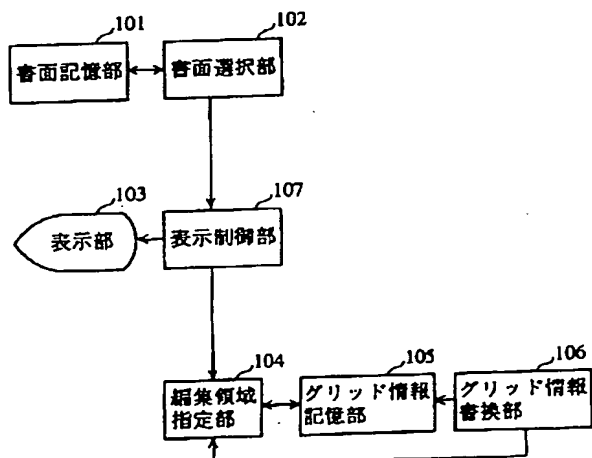 101
書面記憶部
102
書面選択部
103
表示部
107
表示制御部
104
編集領域
指定部
105
グリッド情報
記憶部
106
グリッド情報
書換部